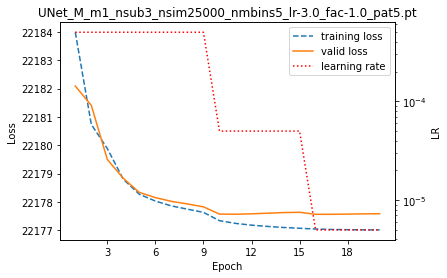 UNet_M_m1_nsub3_nsim25000_nmbins5_lr-3.0_fac-1.0_pat5.pt
training loss
valid loss
learning rate
22184
22183
22182
22181
22180
22179
22178
22177
Loss
10⁻⁴
10⁻⁵
LR
3 6 9 12 15 18
Epoch